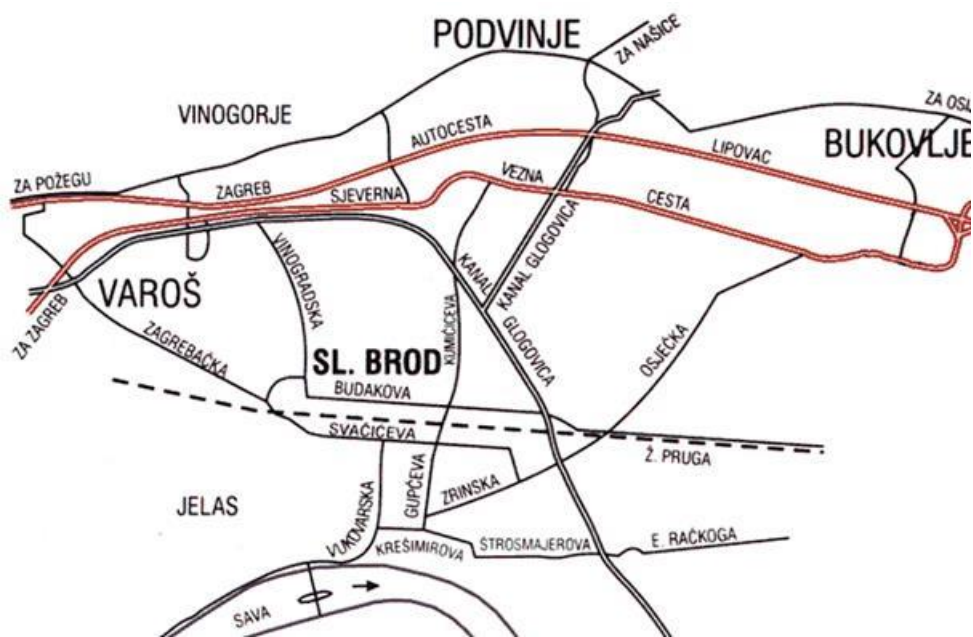 PODVINJE
ZA NAŠICE
VINOGORJE
ZA OSIJ
BUKOVLJE
AUTOCESTA
LIPOVAC
ZA POŽEGU
ZAGREB
SJEVERNA
VEZNA
CESTA
KANAL GLOGOVICA
VINOGRADSKA
KANAL
GLOGOVICA
VAROŠ
ZA ZAGREB
ZAGREBAČKA
KUMIČIĆEVA
OSJEČKA
SL. BROD
BUDAKOVA
SVAČIĆEVA
Ž. PRUGA
JELAS
VUKOVARSKA
GUPČEVA
ZRINSKA
KREŠIMIROVA
ŠTROSMAJEROVA
E. RAČKOGA
SAVA